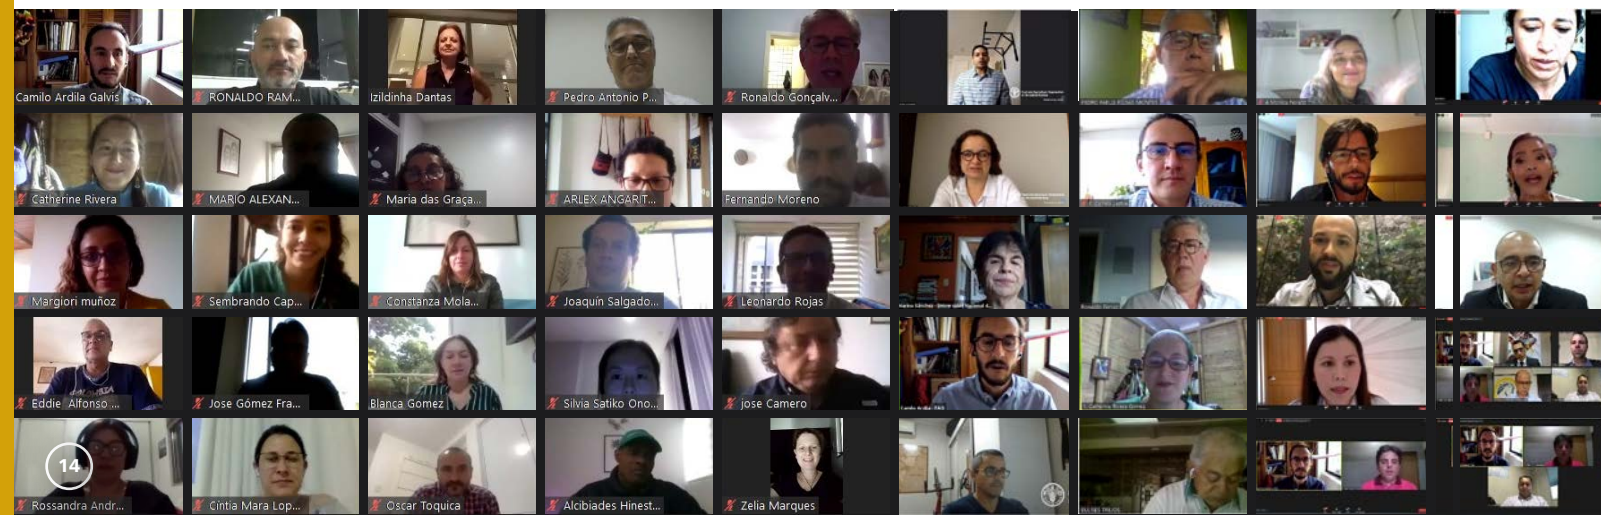 Camilo Ardila Galvis
RONALDO RAM...
Izildinha Dantas
Pedro Antonio P...
Ronaldo Gonçalv...
Catherine Rivera
MARIO ALEXAN...
Maria das Graça...
ARLEX ANGARIT...
Fernando Moreno
Margiori muñoz
Sembrando Cap...
Constanza Mola...
Joaquín Salgado...
Leonardo Rojas
Eddie Alfonso ...
Jose Gómez Fra...
Blanca Gomez
Silvia Satiko Ono...
jose Camero
14
Rossandra Andr...
Cíntia Mara Lop...
Oscar Toquica
Alcibiades Hinest...
Zelia Marques